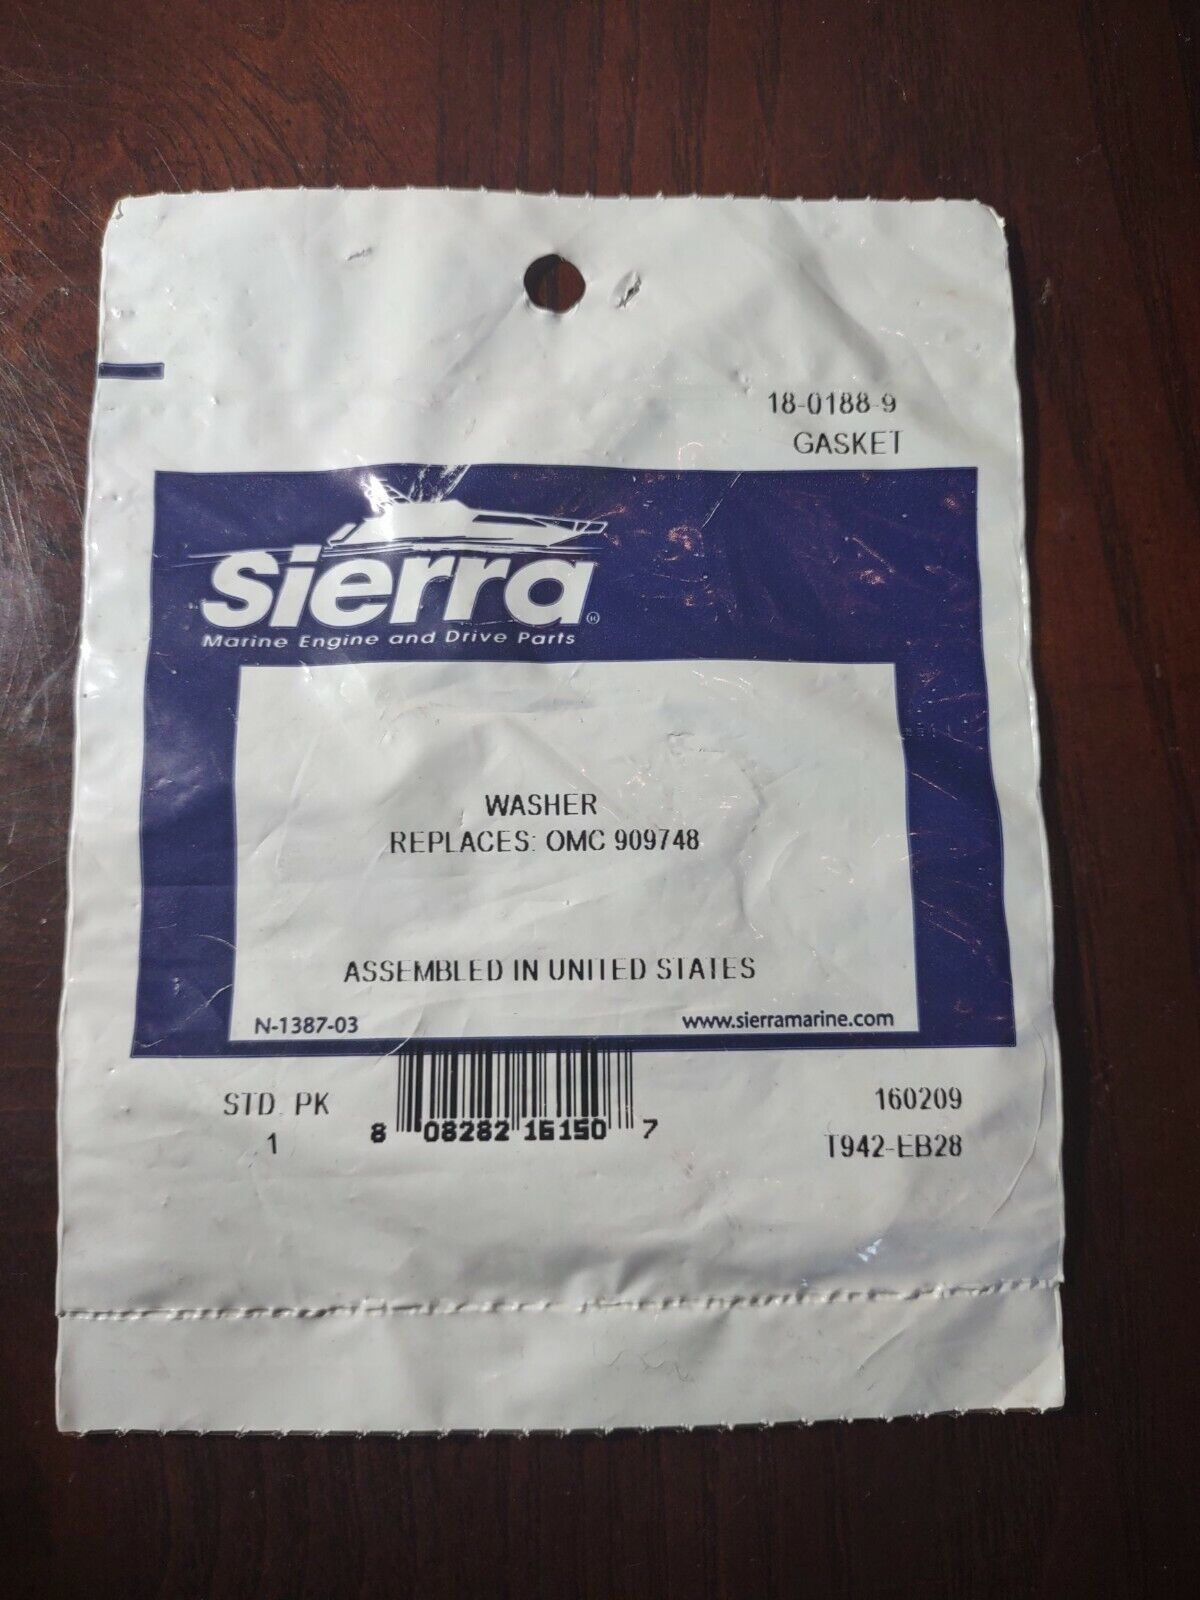 18-0188-9
GASKET
Sierra®
Marine Engine and Drive Parts
WASHER
REPLACES: OMC 909748
ASSEMBLED IN UNITED STATES
N-1387-03
www.sierramarine.com
STD. PK
1
8 08282 16150 7
160209
T942-EB28